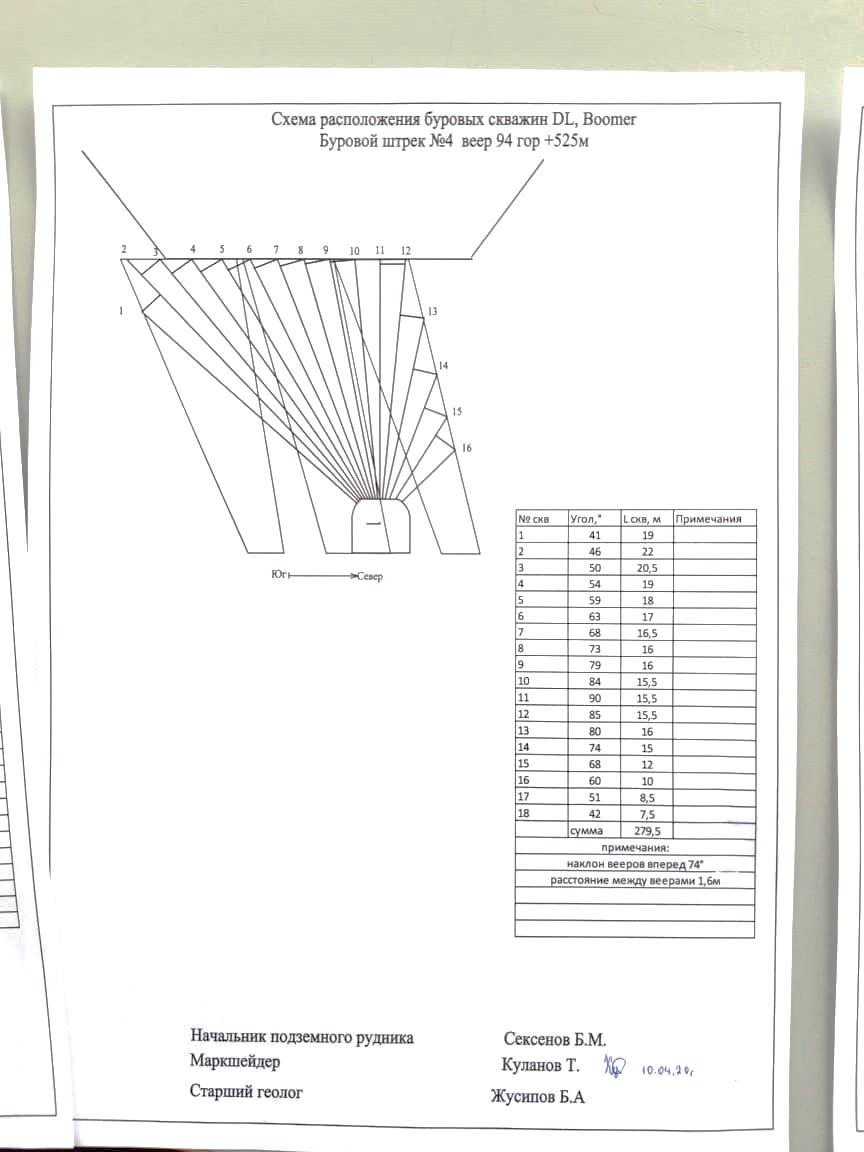 Схема расположения буровых скважин DL, Boomer
Буровой штрек №4 веер 94 гор +525м
2 3 4 5 6 7 8 9 10 11 12
1
13
14
15
16
Юг Север
№ скв Угол,° L скв, м Примечания
1 41 19
2 46 22
3 50 20,5
4 54 19
5 59 18
6 63 17
7 68 16,5
8 73 16
9 79 16
10 84 15,5
11 90 15,5
12 85 15,5
13 80 16
14 74 15
15 68 12
16 60 10
17 51 8,5
18 42 7,5
сумма 279,5
примечания:
наклон вееров вперед 74°
расстояние между веерами 1,6м
Начальник подземного рудника Сексенов Б.М.
Маркшейдер Куланов Т. 10.04.20г
Старший геолог Жусипов Б.А